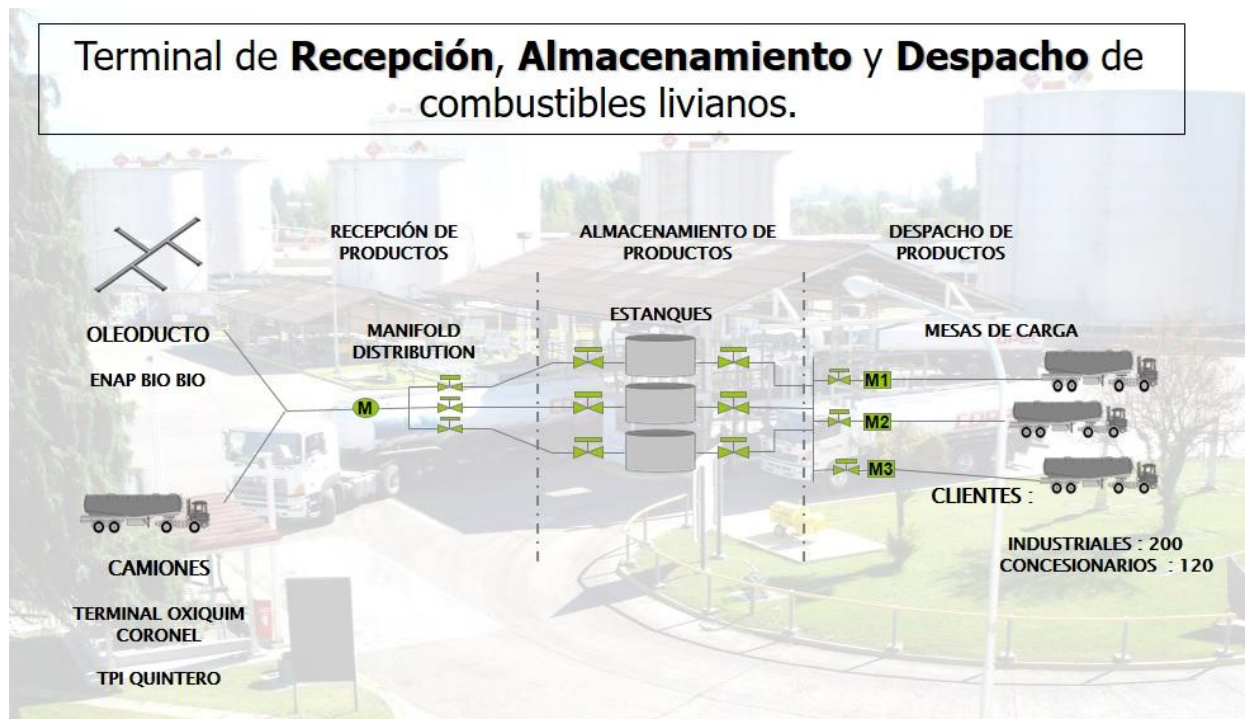 Terminal de Recepción, Almacenamiento y Despacho de
combustibles livianos.
RECEPCIÓN DE
PRODUCTOS
ALMACENAMIENTO DE
PRODUCTOS
DESPACHO DE
PRODUCTOS
OLEODUCTO
ENAP BIO BIO
MANIFOLD
DISTRIBUTION
ESTANQUES
MESAS DE CARGA
M
M1
M2
M3
CLIENTES :
INDUSTRIALES : 200
CONCESIONARIOS : 120
CAMIONES
TERMINAL OXIQUIM
CORONEL
TPI QUINTERO